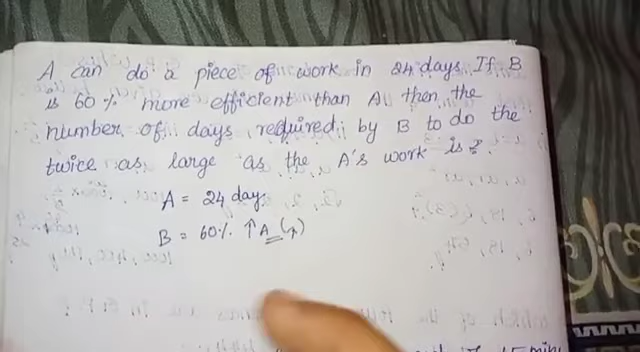 A can do a piece of work in 24 days. If B
is 60% more efficient than A then the
number of days required by B to do the
twice as large as the A's work is?
A = 24 day
B = 60% ↑ A (↑)